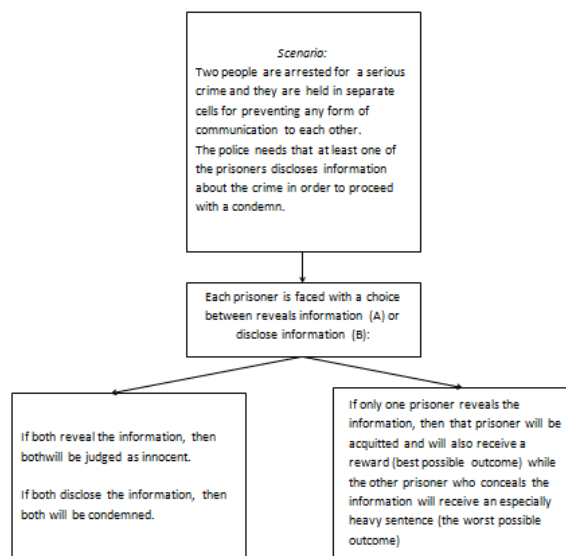 Scenario:
Two people are arrested for a serious
crime and they are held in separate
cells for preventing any form of
communication to each other.
The police needs that at least one of
the prisoners discloses information
about the crime in order to proceed
with a condemn.
Each prisoner is faced with a choice
between reveals information (A) or
disclose information (B):
If both reveal the information, then
bothwill be judged as innocent.
If both disclose the information, then
both will be condemned.
If only one prisoner reveals the
information, then that prisoner will be
acquitted and will also receive a
reward (best possible outcome) while
the other prisoner who conceals the
information will receive an especially
heavy sentence (the worst possible
outcome)